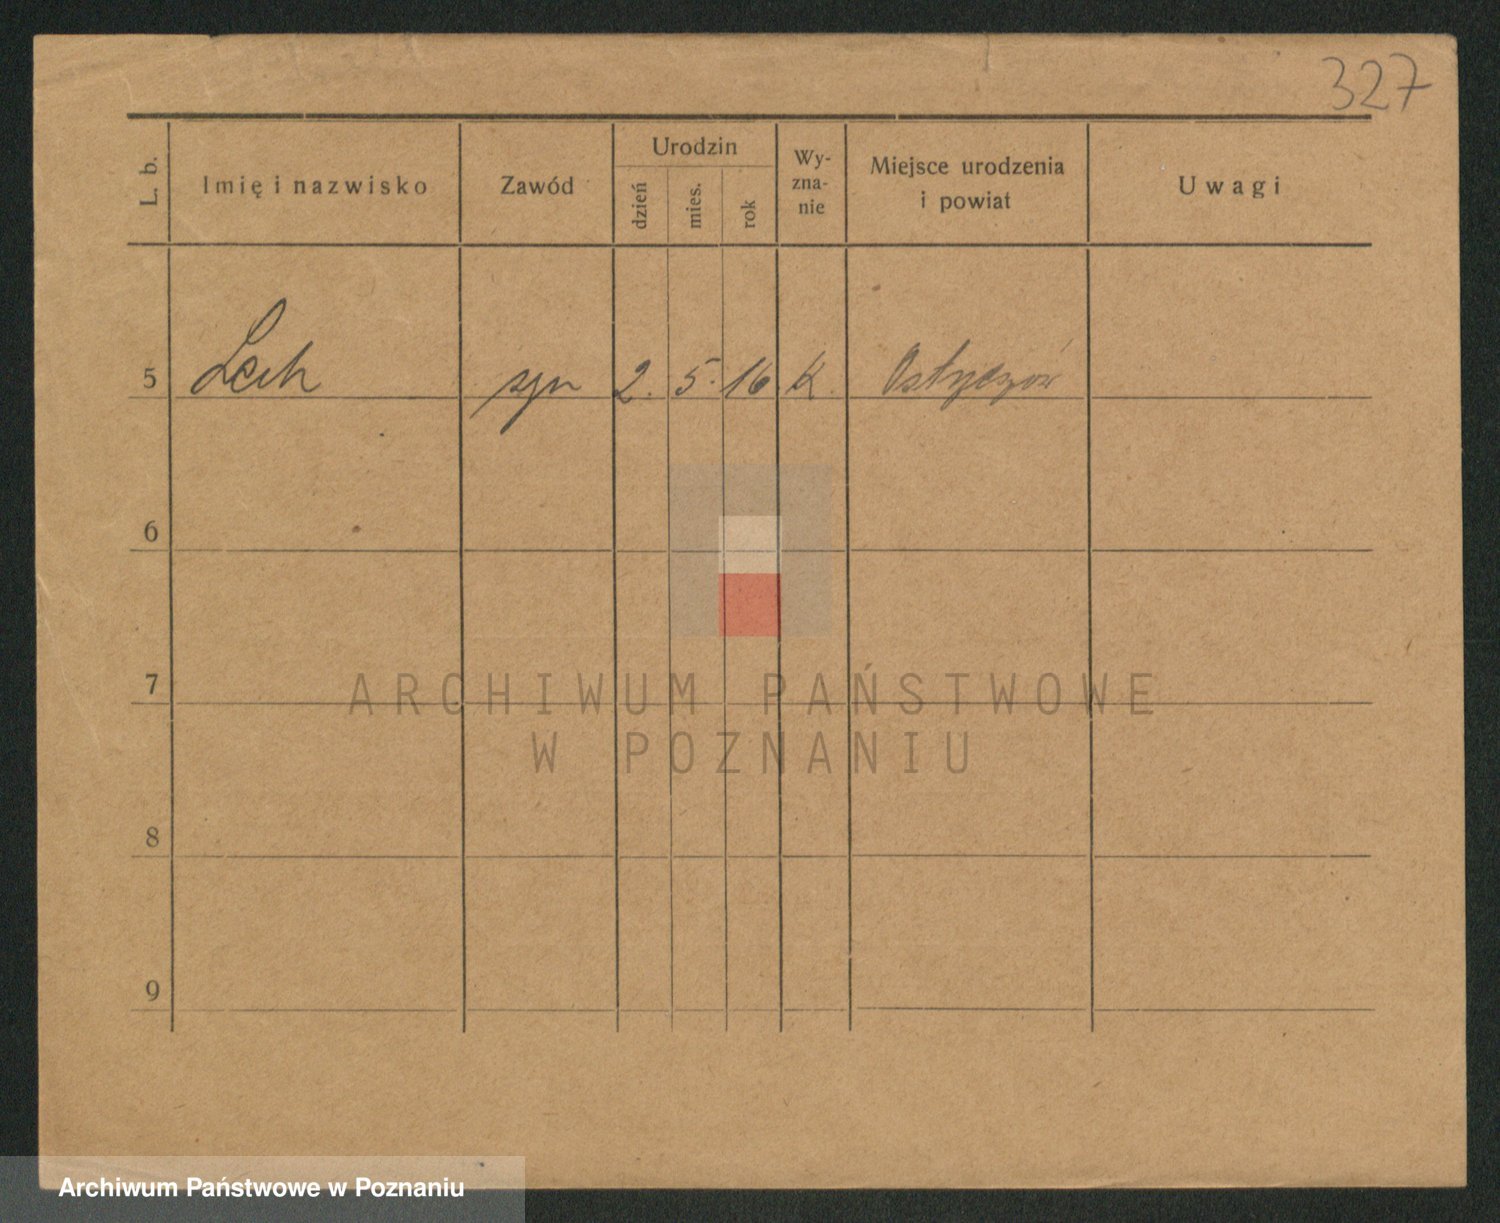 327
L. b.
Imię i nazwisko
Zawód
Urodzin
dzień
mies.
rok
Wy-
zna-
nie
Miejsce urodzenia
i powiat
Uwagi
5 Lech syn 2. 5. 16. k.
6
7
8
9
ARCHIWUM PAŃSTWOWE
W POZNANIU
Archiwum Państwowe w Poznaniu